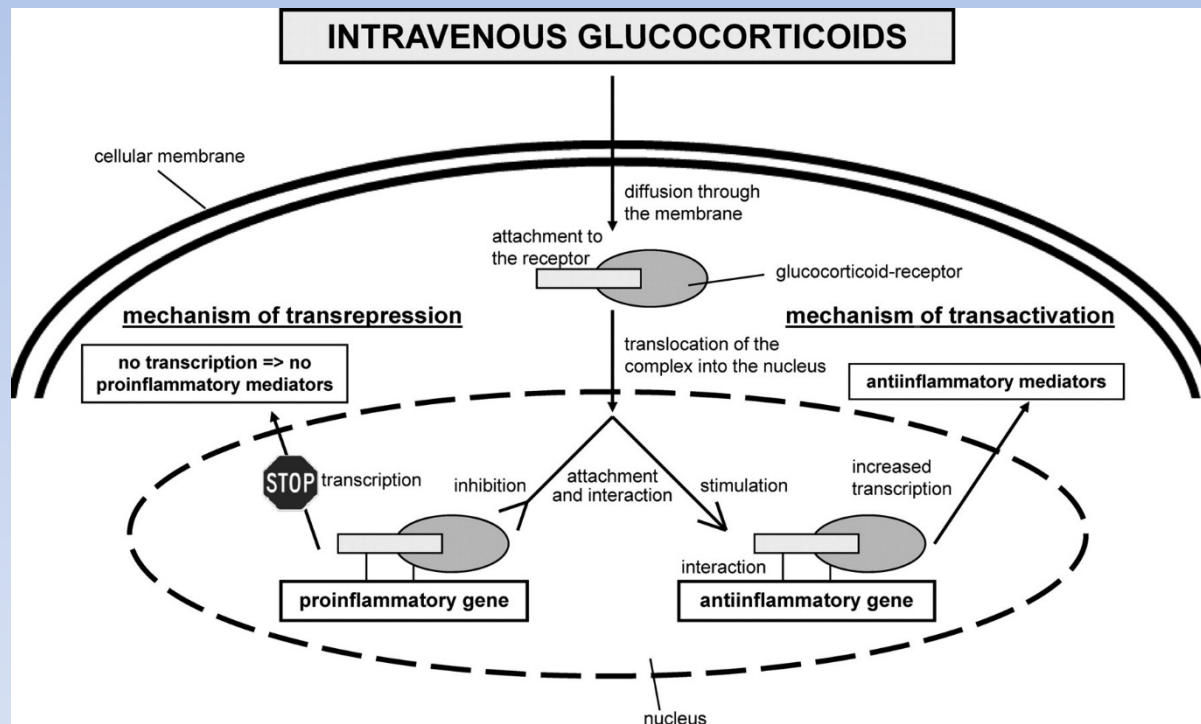 INTRAVENOUS GLUCOCORTICOIDS
cellular membrane
diffusion through
the membrane
attachment to
the receptor
glucocorticoid-receptor
mechanism of transrepression
mechanism of transactivation
no transcription => no
proinflammatory mediators
translocation of the
complex into the nucleus
antiinflammatory mediators
STOP
transcription
inhibition
attachment
and interaction
stimulation
increased
transcription
interaction
proinflammatory gene
antiinflammatory gene
nucleus